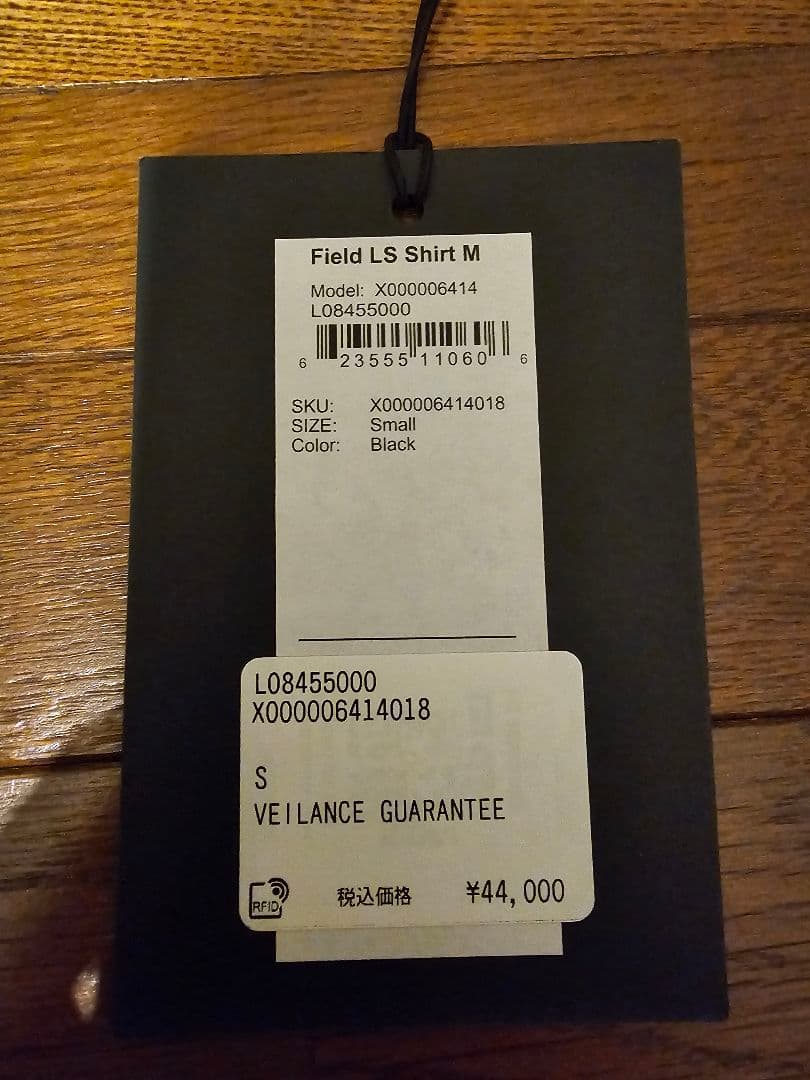 Field LS Shirt M
Model: X000006414
L08455000
6 23555 11060 6
SKU: X000006414018
SIZE: Small
Color: Black
L08455000
X000006414018
S
VEILANCE GUARANTEE
RFID 税込価格 ¥44,000